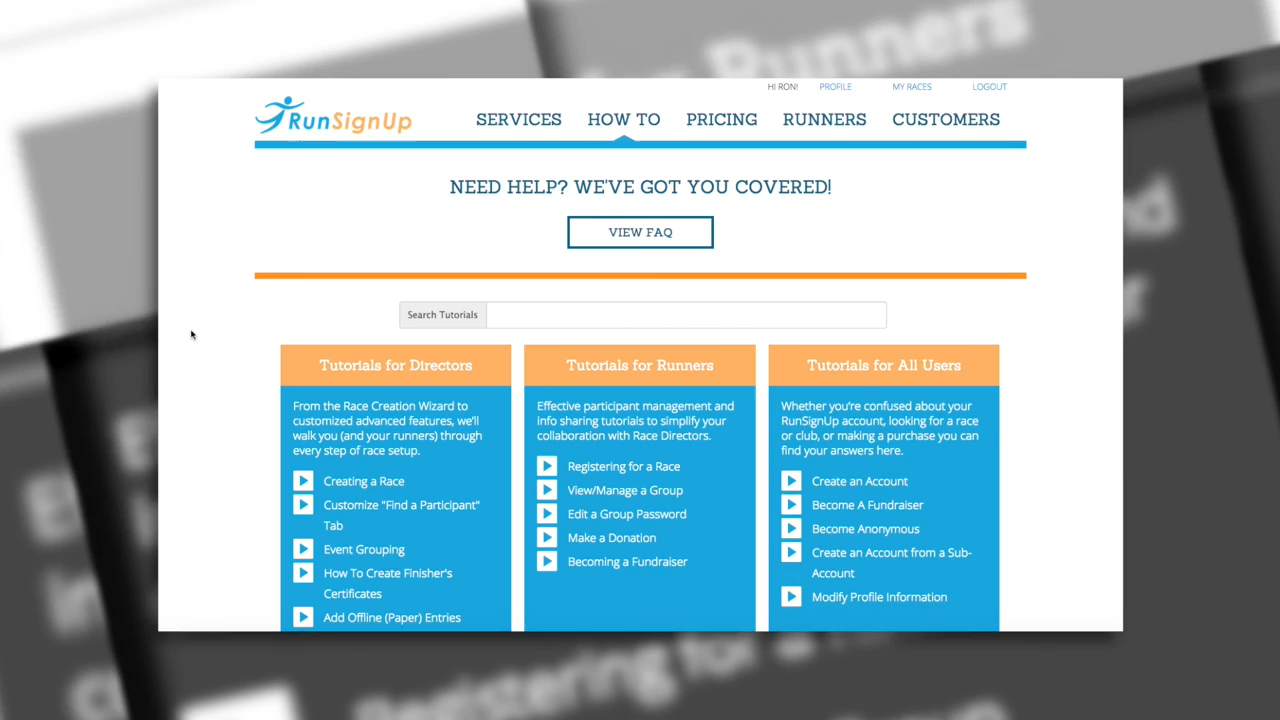 for Runners
HI RON! PROFILE MY RACES LOGOUT
RunSignUp
SERVICES HOW TO PRICING RUNNERS CUSTOMERS
NEED HELP? WE'VE GOT YOU COVERED!
VIEW FAQ
Search Tutorials
Tutorials for Directors
From the Race Creation Wizard to
customized advanced features, we'll
walk you (and your runners) through
every step of race setup.
Creating a Race
Customize "Find a Participant"
Tab
Event Grouping
How To Create Finisher's
Certificates
Add Offline (Paper) Entries
Tutorials for Runners
Effective participant management and
info sharing tutorials to simplify your
collaboration with Race Directors.
Registering for a Race
View/Manage a Group
Edit a Group Password
Make a Donation
Becoming a Fundraiser
Tutorials for All Users
Whether you're confused about your
RunSignUp account, looking for a race
or club, or making a purchase you can
find your answers here.
Create an Account
Become A Fundraiser
Become Anonymous
Create an Account from a Sub-
Account
Modify Profile Information
Registering for a